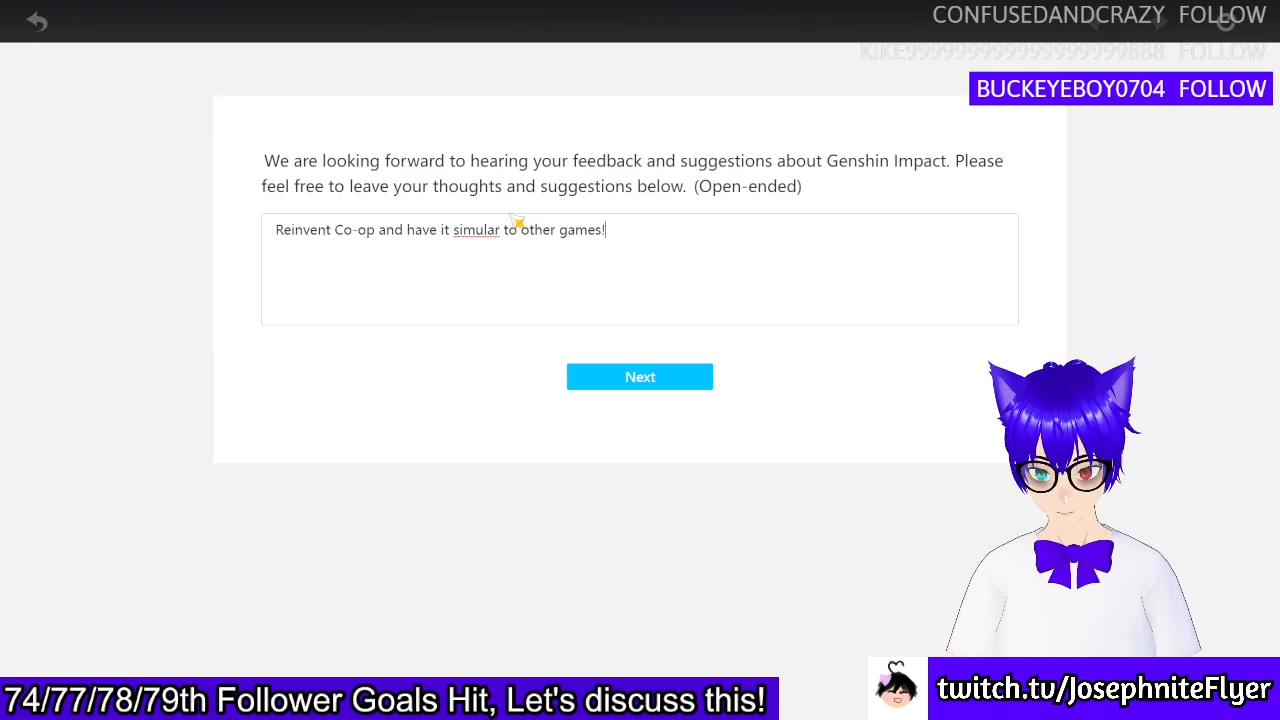 CONFUSEDANDCRAZY FOLLOW
BUCKEYEBOY0704 FOLLOW
We are looking forward to hearing your feedback and suggestions about Genshin Impact. Please
feel free to leave your thoughts and suggestions below. (Open-ended)
Reinvent Co-op and have it simular to other games!
Next
74/77/78/79th Follower Goals Hit, Let's discuss this!
twitch.tv/JosephniteFlyer